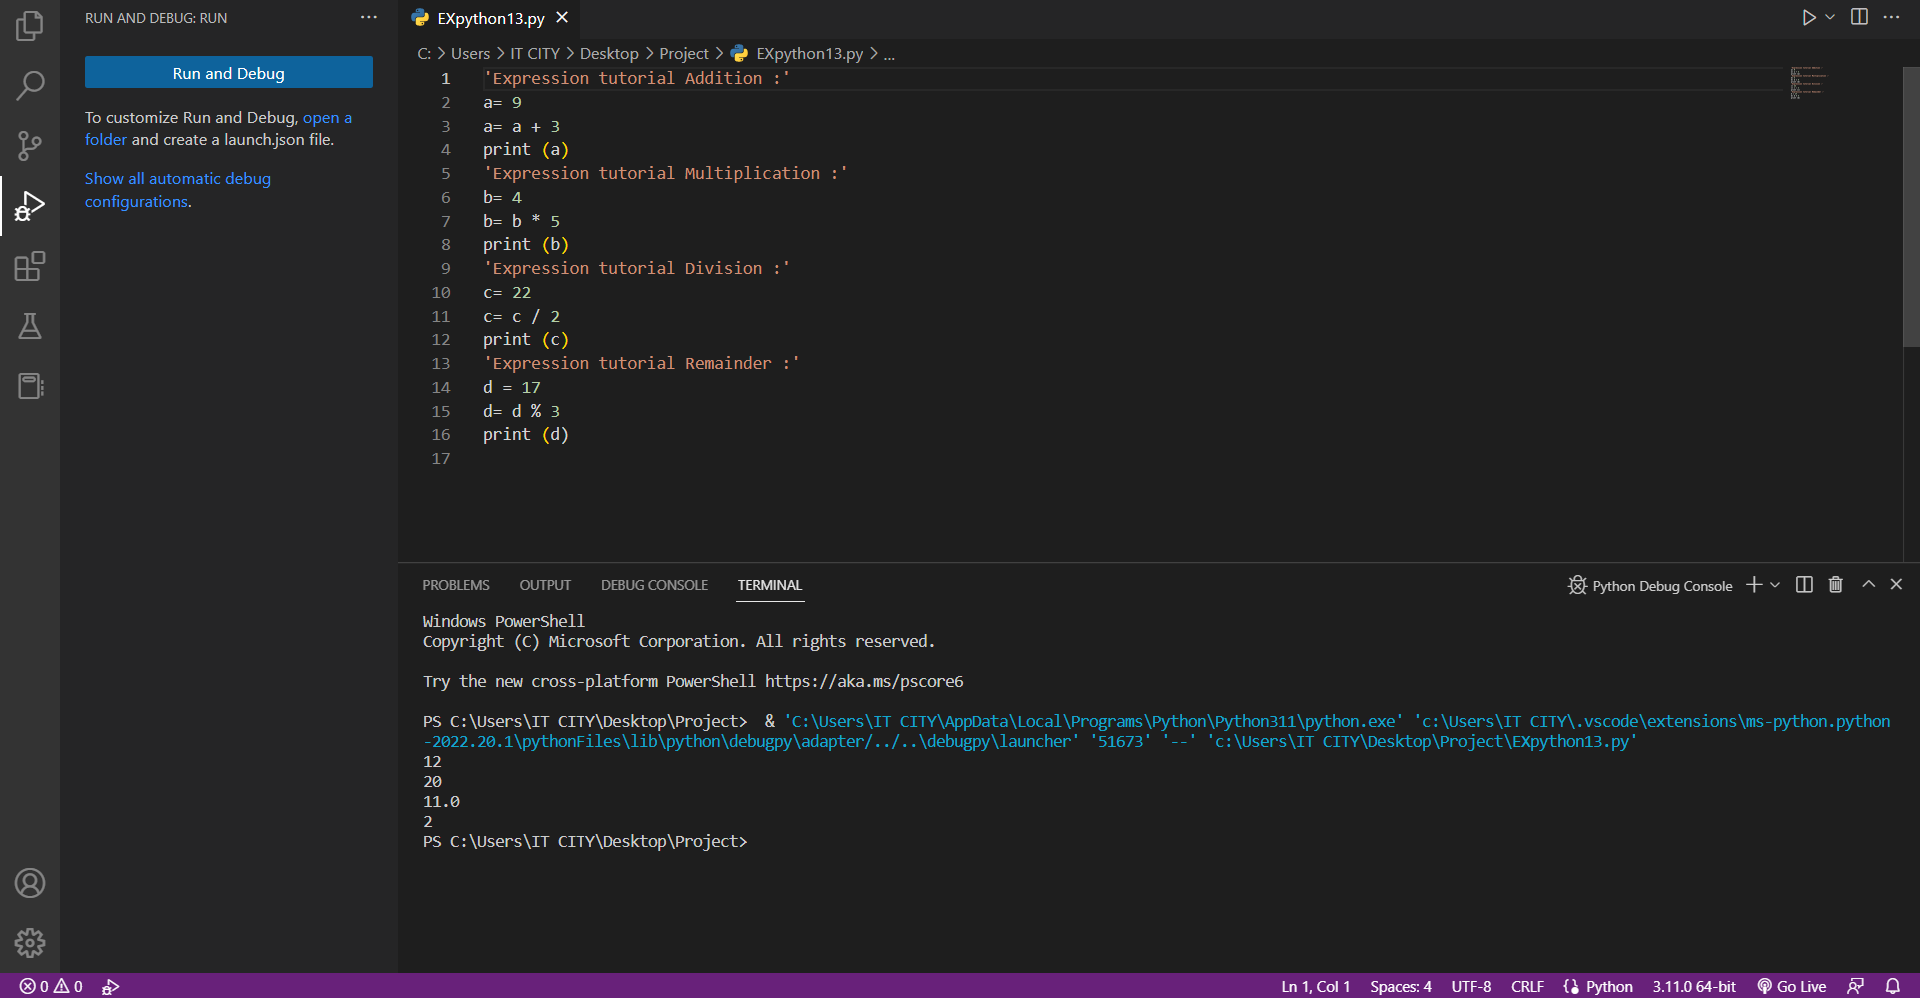 RUN AND DEBUG: RUN
Run and Debug
To customize Run and Debug, open a
folder and create a launch.json file.
Show all automatic debug
configurations.
EXpython13.py
C: > Users > IT CITY > Desktop > Project > EXpython13.py > ...
1 'Expression tutorial Addition :'
2 a= 9
3 a= a + 3
4 print (a)
5 'Expression tutorial Multiplication :'
6 b= 4
7 b= b * 5
8 print (b)
9 'Expression tutorial Division :'
10 c= 22
11 c= c / 2
12 print (c)
13 'Expression tutorial Remainder :'
14 d = 17
15 d= d % 3
16 print (d)
17
PROBLEMS OUTPUT DEBUG CONSOLE TERMINAL Python Debug Console
Windows PowerShell
Copyright (C) Microsoft Corporation. All rights reserved.
Try the new cross-platform PowerShell https://aka.ms/pscore6
PS C:\Users\IT CITY\Desktop\Project>  & 'C:\Users\IT CITY\AppData\Local\Programs\Python\Python311\python.exe' 'c:\Users\IT CITY\.vscode\extensions\ms-python.python
-2022.20.1\pythonFiles\lib\python\debugpy\adapter/../..\debugpy\launcher' '51673' '--' 'c:\Users\IT CITY\Desktop\Project\EXpython13.py'
12
20
11.0
2
PS C:\Users\IT CITY\Desktop\Project>
0 0 Ln 1, Col 1 Spaces: 4 UTF-8 CRLF Python 3.11.0 64-bit Go Live